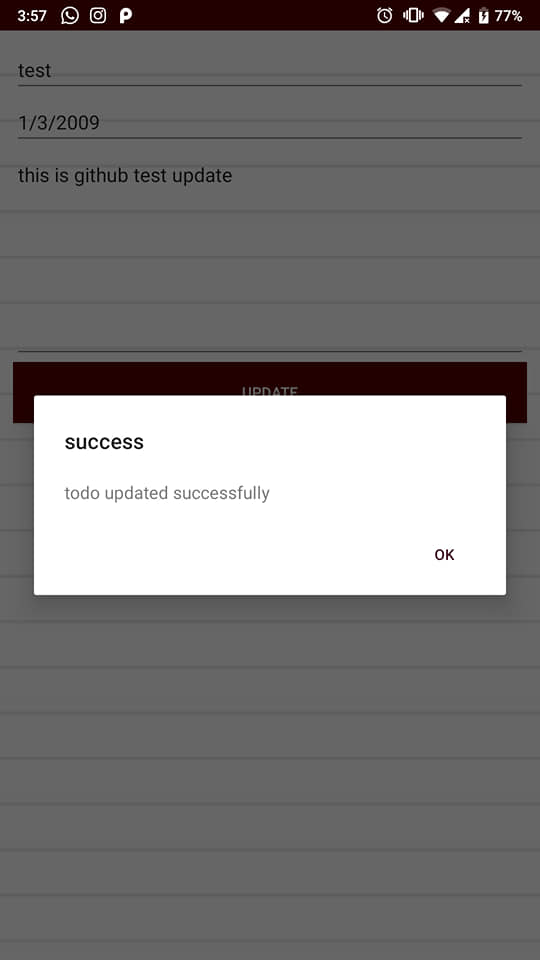 3:57 77%
test
1/3/2009
this is github test update
UPDATE
success
todo updated successfully
OK